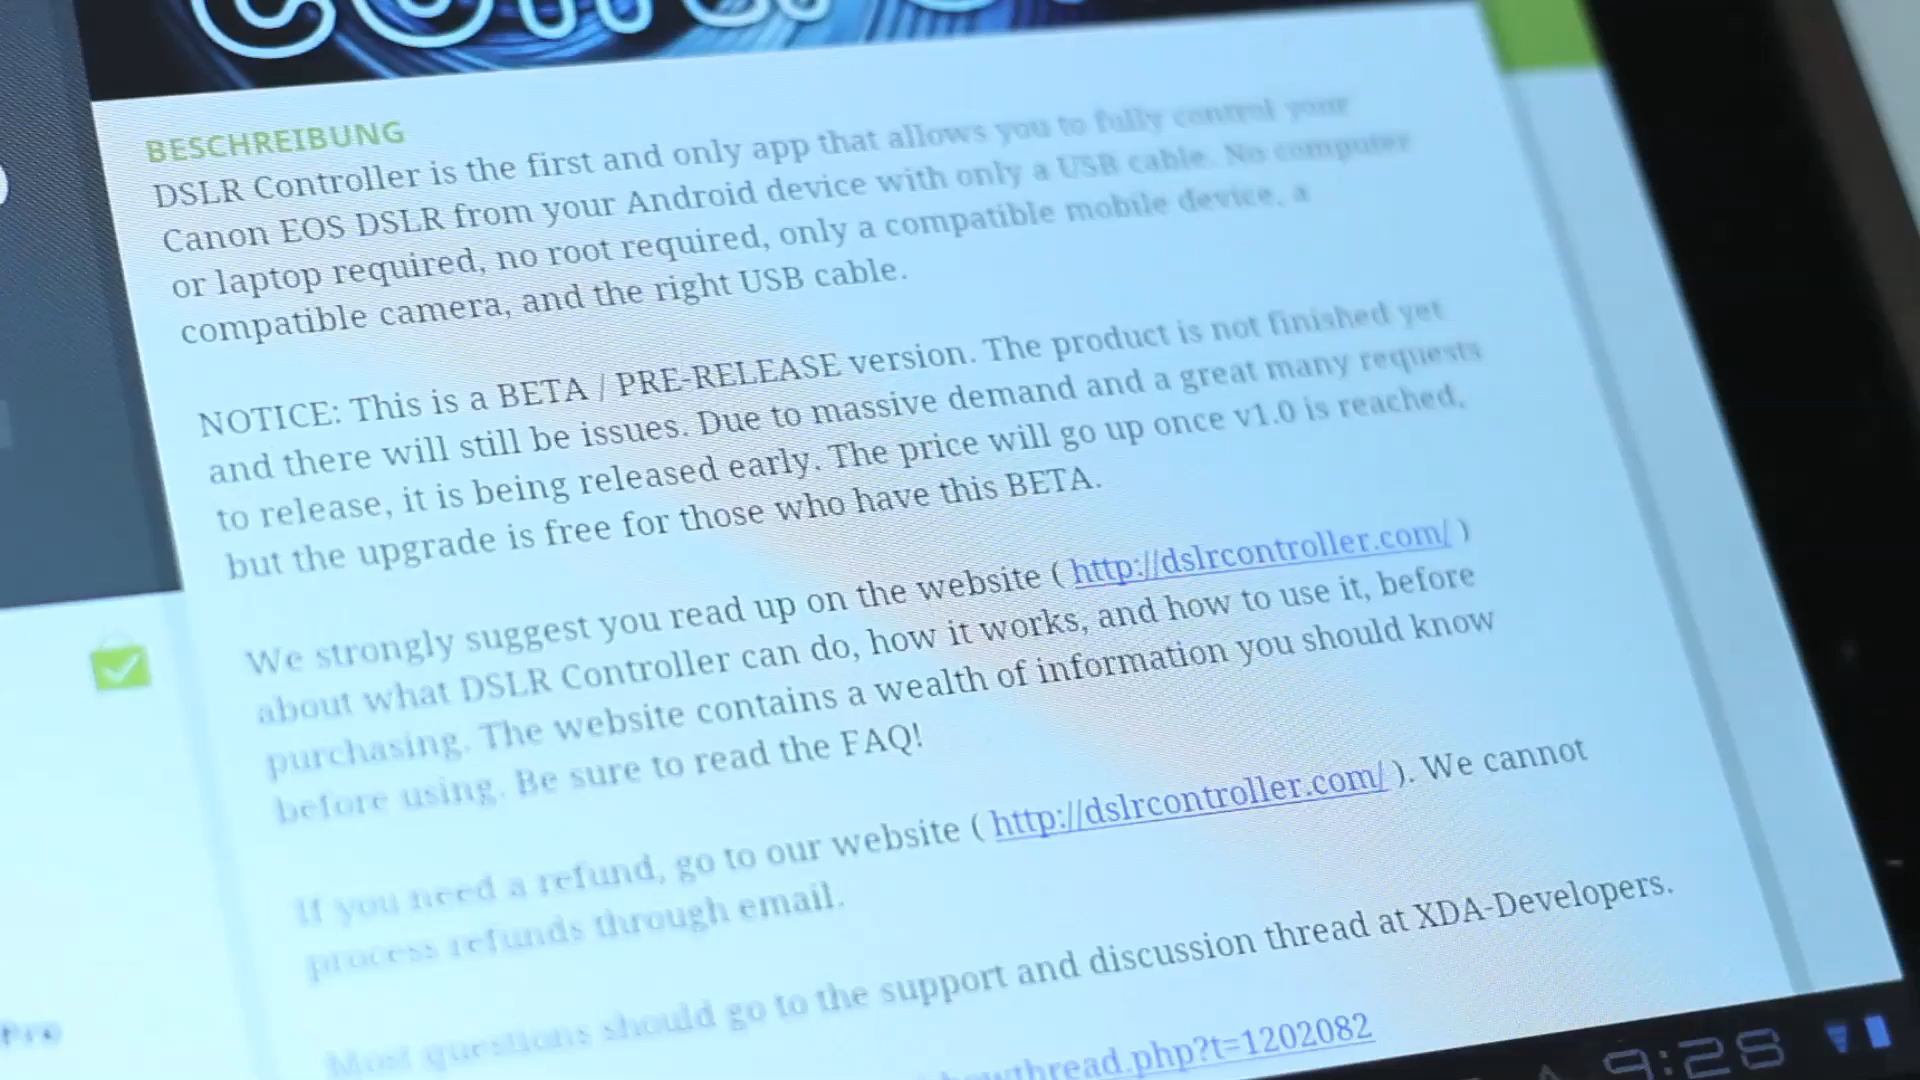 BESCHREIBUNG
DSLR Controller is the first and only app that allows you to fully control your
Canon EOS DSLR from your Android device with only a USB cable. No computer
or laptop required, no root required, only a compatible mobile device, a
compatible camera, and the right USB cable.
NOTICE: This is a BETA / PRE-RELEASE version. The product is not finished yet
and there will still be issues. Due to massive demand and a great many requests
to release, it is being released early. The price will go up once v1.0 is reached,
but the upgrade is free for those who have this BETA.
We strongly suggest you read up on the website ( http://dslrcontroller.com/ )
about what DSLR Controller can do, how it works, and how to use it, before
purchasing. The website contains a wealth of information you should know
before using. Be sure to read the FAQ!
If you need a refund, go to our website ( http://dslrcontroller.com/ ). We cannot
process refunds through email.
Pro
Most questions should go to the support and discussion thread at XDA-Developers.
thread.php?t=1202082
9:28